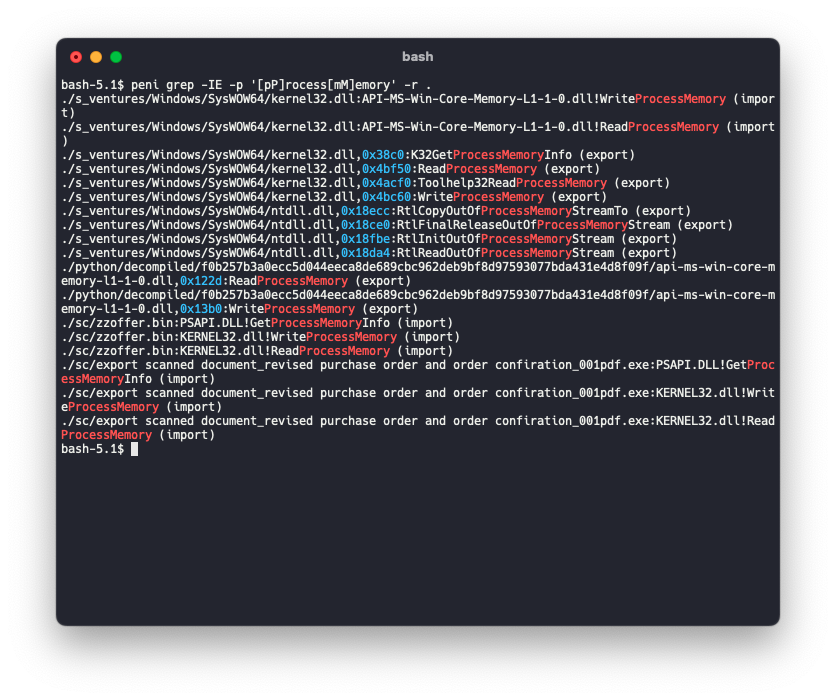 bash
bash-5.1$ peni grep -IE -p '[pP]rocess[mM]emory' -r .
./s_ventures/Windows/SysWOW64/kernel32.dll:API-MS-Win-Core-Memory-L1-1-0.dll!WriteProcessMemory (impor
t)
./s_ventures/Windows/SysWOW64/kernel32.dll:API-MS-Win-Core-Memory-L1-1-0.dll!ReadProcessMemory (import
)
./s_ventures/Windows/SysWOW64/kernel32.dll,0x38c0:K32GetProcessMemoryInfo (export)
./s_ventures/Windows/SysWOW64/kernel32.dll,0x4bf50:ReadProcessMemory (export)
./s_ventures/Windows/SysWOW64/kernel32.dll,0x4acf0:Toolhelp32ReadProcessMemory (export)
./s_ventures/Windows/SysWOW64/kernel32.dll,0x4bc60:WriteProcessMemory (export)
./s_ventures/Windows/SysWOW64/ntdll.dll,0x18ecc:RtlCopyOutOfProcessMemoryStreamTo (export)
./s_ventures/Windows/SysWOW64/ntdll.dll,0x18ce0:RtlFinalReleaseOutOfProcessMemoryStream (export)
./s_ventures/Windows/SysWOW64/ntdll.dll,0x18fbe:RtlInitOutOfProcessMemoryStream (export)
./s_ventures/Windows/SysWOW64/ntdll.dll,0x18da4:RtlReadOutOfProcessMemoryStream (export)
./python/decompiled/f0b257b3a0ecc5d044eeca8de689cbc962deb9bf8d97593077bda431e4d8f09f/api-ms-win-core-m
emory-l1-1-0.dll,0x122d:ReadProcessMemory (export)
./python/decompiled/f0b257b3a0ecc5d044eeca8de689cbc962deb9bf8d97593077bda431e4d8f09f/api-ms-win-core-m
emory-l1-1-0.dll,0x13b0:WriteProcessMemory (export)
./sc/zzoffer.bin:PSAPI.DLL!GetProcessMemoryInfo (import)
./sc/zzoffer.bin:KERNEL32.dll!WriteProcessMemory (import)
./sc/zzoffer.bin:KERNEL32.dll!ReadProcessMemory (import)
./sc/export scanned document_revised purchase order and order confiration_001pdf.exe:PSAPI.DLL!GetProc
essMemoryInfo (import)
./sc/export scanned document_revised purchase order and order confiration_001pdf.exe:KERNEL32.dll!Writ
eProcessMemory (import)
./sc/export scanned document_revised purchase order and order confiration_001pdf.exe:KERNEL32.dll!Read
ProcessMemory (import)
bash-5.1$